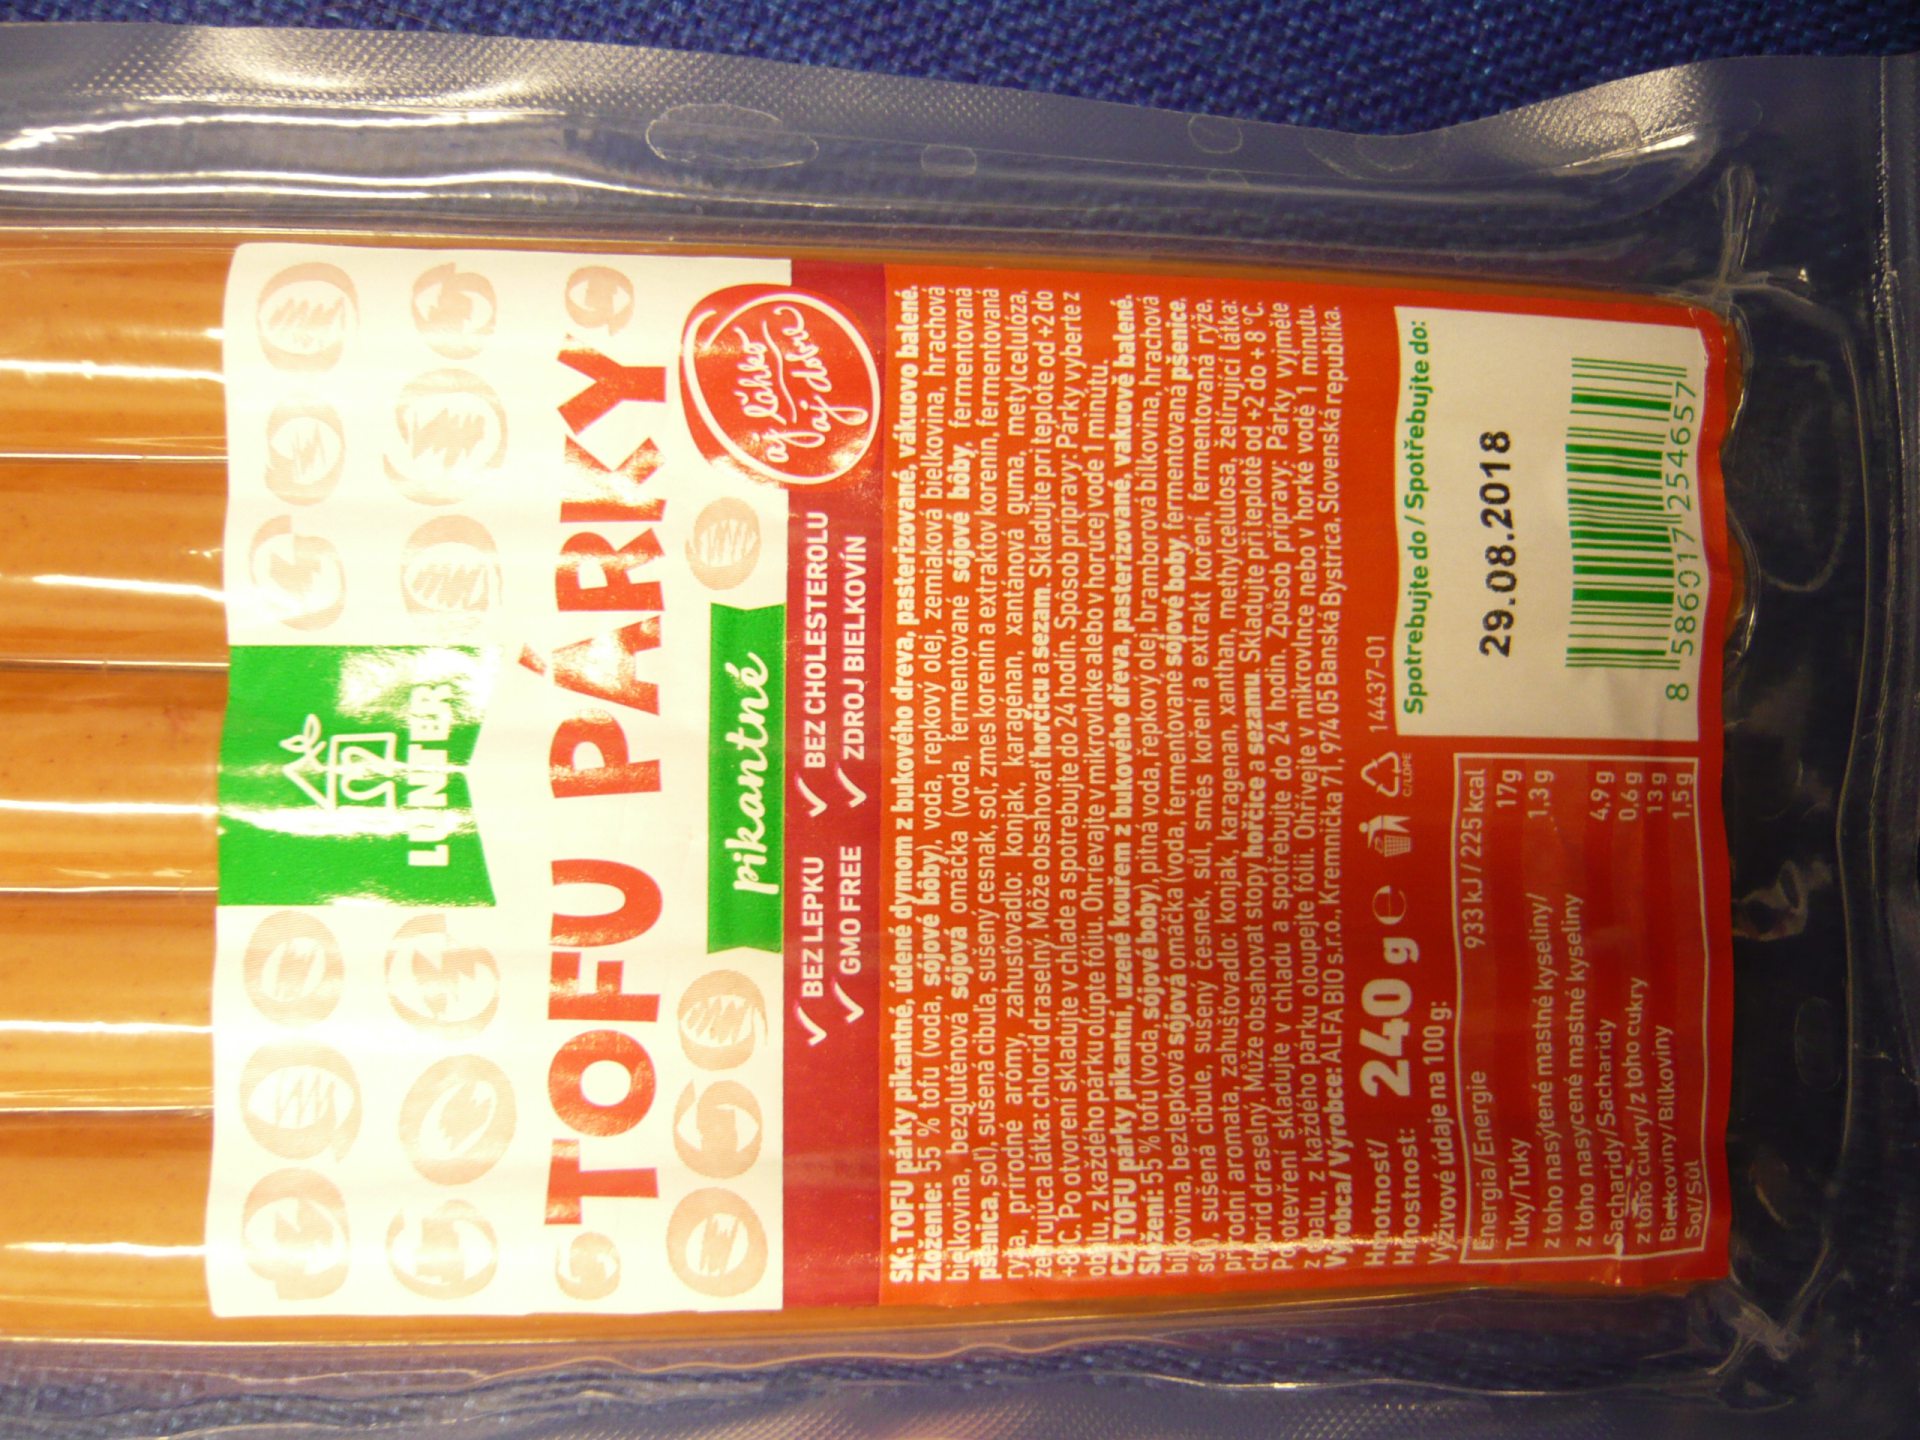 LUNTER
TOFU PÁRKY
pikantné
aj ľahko
aj dobre
BEZ LEPKU
BEZ CHOLESTEROLU
GMO FREE
ZDROJ BIELKOVÍN
SK: TOFU párky pikantné, údené dymom z bukového dreva, pasterizované, vákuovo balené.
Zloženie: 55 % tofu (voda, sójové bôby), voda, repkový olej, zemiaková bielkovina, hrachová
bielkovina, bezgluténová sójová omáčka (voda, fermentované sójové bôby, fermentovaná
pšenica, soľ), sušená cibuľa, sušený cesnak, soľ, zmes korenín a extraktov korenín, fermentovaná
ryža, prírodné arómy, zahusťovadlo: konjak, karagénan, xantánová guma, metylceluloza,
želírujúca látka: chlorid draselný. Môže obsahovať horčicu a sezam. Skladujte pri teplote od +2 do
+8 °C. Po otvorení skladujte v chlade a spotrebujte do 24 hodín. Spôsob prípravy: Párky vyberte z
obalu, z každého párku olúpte fóliu. Ohrievajte v mikrovlnke alebo v horúcej vode 1 minútu.
CZ: TOFU párky pikantní, uzené kouřem z bukového dřeva, pasterizované, vakuově balené.
Složení: 55 % tofu (voda, sójové boby), pitná voda, řepkový olej, bramborová bílkovina, hrachová
bílkovina, bezlepková sójová omáčka (voda, fermentované sójové boby, fermentovaná pšenice,
sůl), sušená cibule, sušený česnek, sůl, směs koření a extrakt koření, fermentovaná rýže,
přírodní aromata, zahušťovadlo: konjak, karagenan, xanthan, methylcelulosa, želírující látka:
chlorid draselný. Může obsahovat stopy hořčice a sezamu. Skladujte při teplotě od +2 do + 8 °C.
Po otevření skladujte v chladu a spotřebujte do 24 hodin. Způsob přípravy: Párky vyjměte
z obalu, z každého párku oloupejte fólii. Ohřívejte v mikrovlnce nebo v horké vodě 1 minutu.
Výrobca/ Výrobce: ALFA BIO s.r.o., Kremnička 71, 974 05 Banská Bystrica, Slovenská republika.
Hmotnosť/
Hmotnost:
240 g e
C/LDPE
14437-01
Výživové údaje na 100 g:
Energia/Energie 933 kJ / 225 kcal
Tuky/Tuky 17g
z toho nasýtené mastné kyseliny/
z toho nasycené mastné kyseliny 1,3 g
Sacharidy/Sacharidy 4,9 g
z toho cukry/z toho cukry 0,6g
Bielkoviny/Bílkoviny 13 g
Soľ/Sůl 1,5 g
Spotrebujte do / Spotřebujte do:
29.08.2018
8 586017 254657